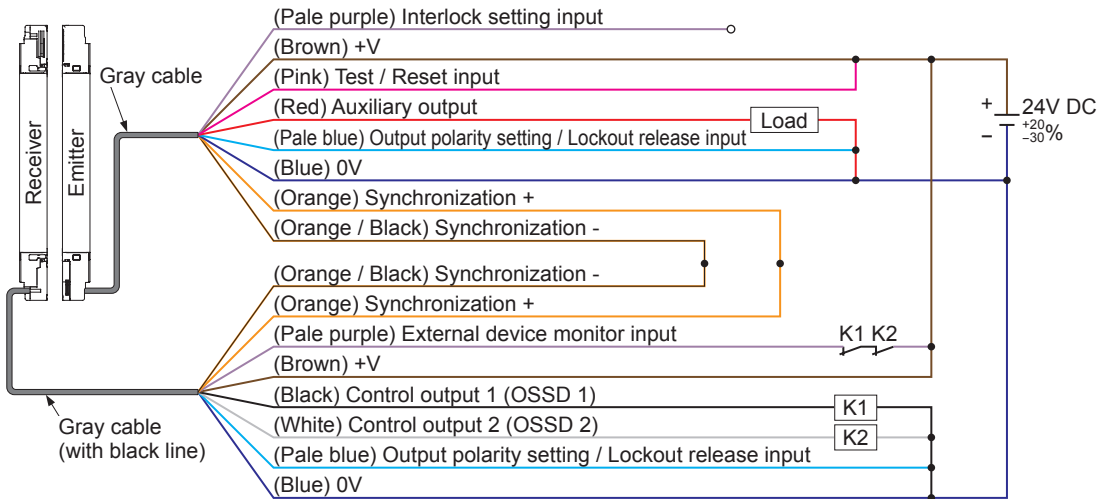 (Pale purple) Interlock setting input
(Brown) +V
Gray cable
(Pink) Test / Reset input
(Red) Auxiliary output
Load
+
24V DC
+20
–30 %
–
(Pale blue) Output polarity setting / Lockout release input
(Blue) 0V
Receiver
Emitter
(Orange) Synchronization +
(Orange / Black) Synchronization -
(Orange / Black) Synchronization -
(Orange) Synchronization +
(Pale purple) External device monitor input
K1 K2
(Brown) +V
(Black) Control output 1 (OSSD 1)
K1
Gray cable
(with black line)
(White) Control output 2 (OSSD 2)
K2
(Pale blue) Output polarity setting / Lockout release input
(Blue) 0V